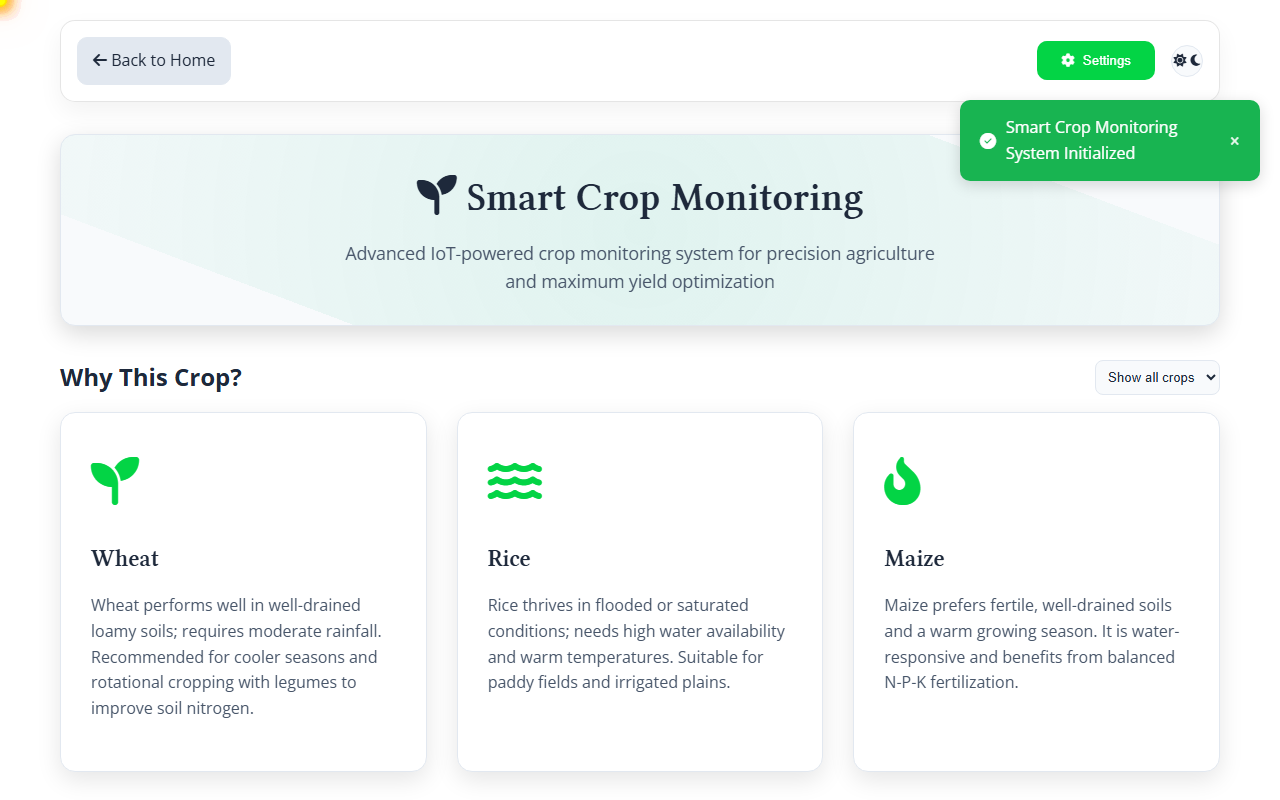 Back to Home
Settings
Smart Crop Monitoring
System Initialized
×
Smart Crop Monitoring
Advanced IoT-powered crop monitoring system for precision agriculture
and maximum yield optimization
Why This Crop?
Show all crops
Wheat
Wheat performs well in well-drained
loamy soils; requires moderate rainfall.
Recommended for cooler seasons and
rotational cropping with legumes to
improve soil nitrogen.
Rice
Rice thrives in flooded or saturated
conditions; needs high water availability
and warm temperatures. Suitable for
paddy fields and irrigated plains.
Maize
Maize prefers fertile, well-drained soils
and a warm growing season. It is water-
responsive and benefits from balanced
N-P-K fertilization.